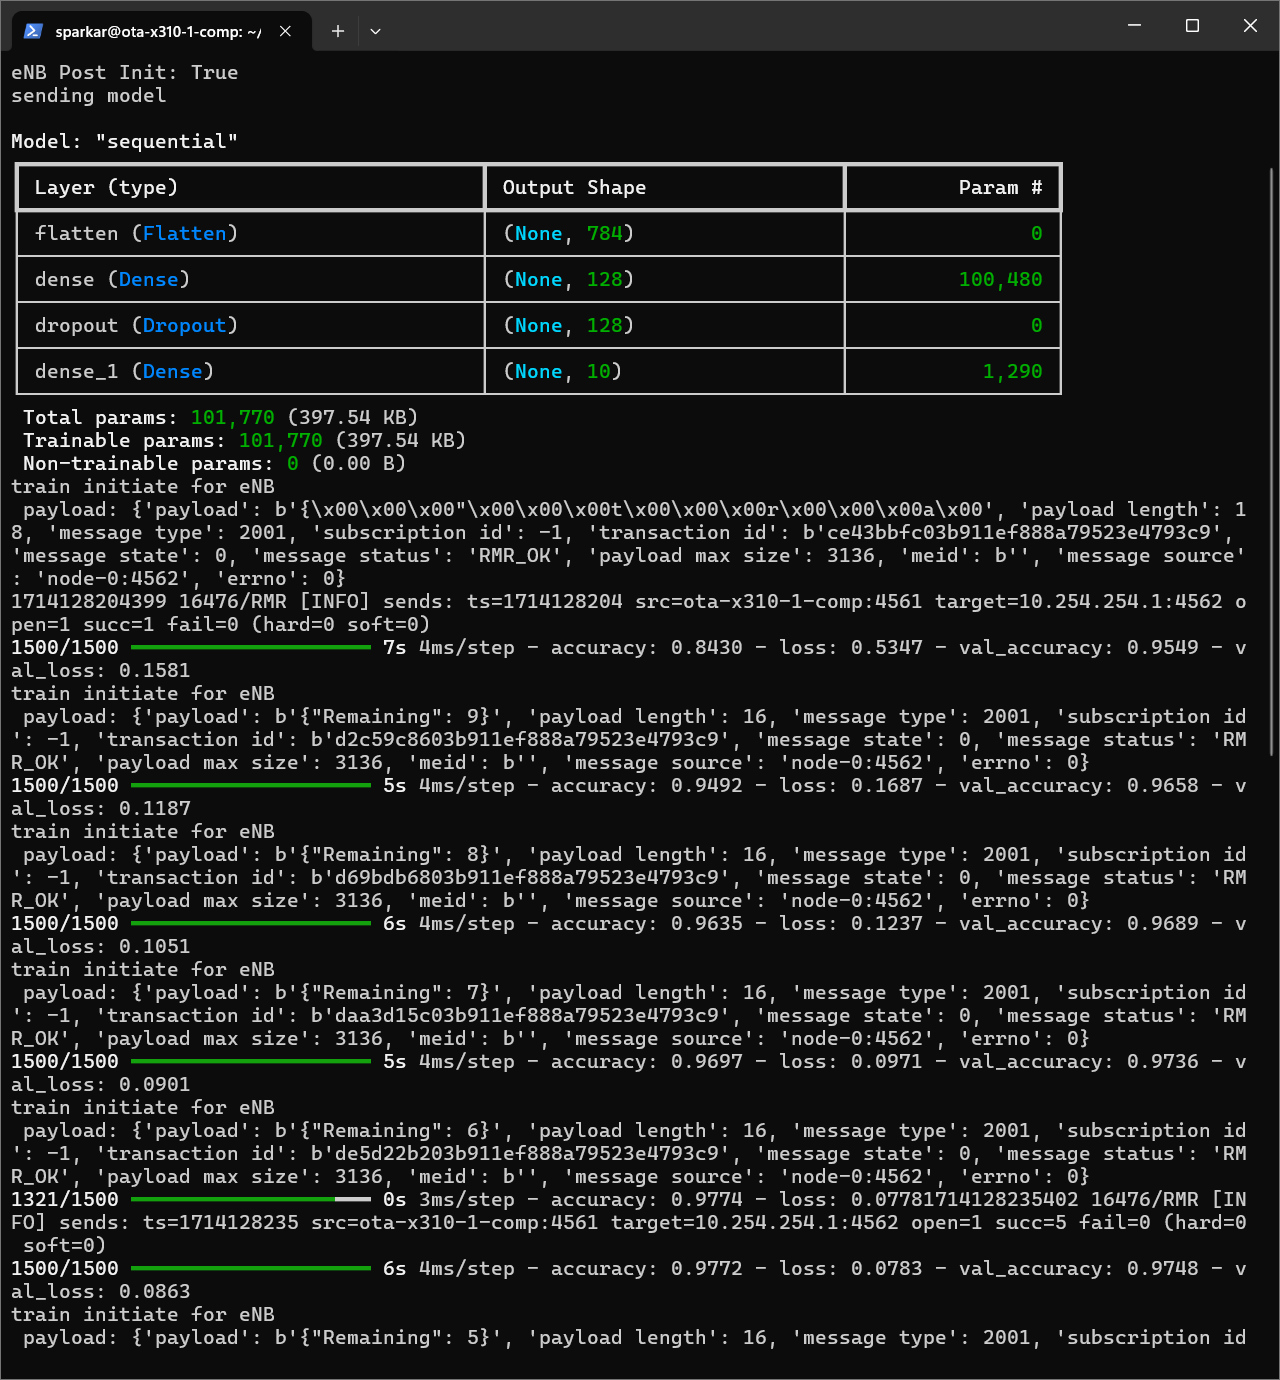 sparkar@ota-x310-1-comp: ~/
eNB Post Init: True
sending model
Model: "sequential"
Layer (type) Output Shape Param #
flatten (Flatten) (None, 784) 0
dense (Dense) (None, 128) 100,480
dropout (Dropout) (None, 128) 0
dense_1 (Dense) (None, 10) 1,290
Total params: 101,770 (397.54 KB)
Trainable params: 101,770 (397.54 KB)
Non-trainable params: 0 (0.00 B)
train initiate for eNB
payload: {'payload': b'{\x00\x00\x00"\x00\x00\x00t\x00\x00\x00r\x00\x00\x00a\x00', 'payload length': 1
8, 'message type': 2001, 'subscription id': -1, 'transaction id': b'ce43bbfc03b911ef888a79523e4793c9',
'message state': 0, 'message status': 'RMR_OK', 'payload max size': 3136, 'meid': b'', 'message source'
: 'node-0:4562', 'errno': 0}
1714128204399 16476/RMR [INFO] sends: ts=1714128204 src=ota-x310-1-comp:4561 target=10.254.254.1:4562 o
pen=1 succ=1 fail=0 (hard=0 soft=0)
1500/1500 7s 4ms/step - accuracy: 0.8430 - loss: 0.5347 - val_accuracy: 0.9549 - v
al_loss: 0.1581
train initiate for eNB
payload: {'payload': b'{"Remaining": 9}', 'payload length': 16, 'message type': 2001, 'subscription id
': -1, 'transaction id': b'd2c59c8603b911ef888a79523e4793c9', 'message state': 0, 'message status': 'RM
R_OK', 'payload max size': 3136, 'meid': b'', 'message source': 'node-0:4562', 'errno': 0}
1500/1500 5s 4ms/step - accuracy: 0.9492 - loss: 0.1687 - val_accuracy: 0.9658 - v
al_loss: 0.1187
train initiate for eNB
payload: {'payload': b'{"Remaining": 8}', 'payload length': 16, 'message type': 2001, 'subscription id
': -1, 'transaction id': b'd69bdb6803b911ef888a79523e4793c9', 'message state': 0, 'message status': 'RM
R_OK', 'payload max size': 3136, 'meid': b'', 'message source': 'node-0:4562', 'errno': 0}
1500/1500 6s 4ms/step - accuracy: 0.9635 - loss: 0.1237 - val_accuracy: 0.9689 - v
al_loss: 0.1051
train initiate for eNB
payload: {'payload': b'{"Remaining": 7}', 'payload length': 16, 'message type': 2001, 'subscription id
': -1, 'transaction id': b'daa3d15c03b911ef888a79523e4793c9', 'message state': 0, 'message status': 'RM
R_OK', 'payload max size': 3136, 'meid': b'', 'message source': 'node-0:4562', 'errno': 0}
1500/1500 5s 4ms/step - accuracy: 0.9697 - loss: 0.0971 - val_accuracy: 0.9736 - v
al_loss: 0.0901
train initiate for eNB
payload: {'payload': b'{"Remaining": 6}', 'payload length': 16, 'message type': 2001, 'subscription id
': -1, 'transaction id': b'de5d22b203b911ef888a79523e4793c9', 'message state': 0, 'message status': 'RM
R_OK', 'payload max size': 3136, 'meid': b'', 'message source': 'node-0:4562', 'errno': 0}
1321/1500 0s 3ms/step - accuracy: 0.9774 - loss: 0.07781714128235402 16476/RMR [IN
FO] sends: ts=1714128235 src=ota-x310-1-comp:4561 target=10.254.254.1:4562 open=1 succ=5 fail=0 (hard=0
soft=0)
1500/1500 6s 4ms/step - accuracy: 0.9772 - loss: 0.0783 - val_accuracy: 0.9748 - v
al_loss: 0.0863
train initiate for eNB
payload: {'payload': b'{"Remaining": 5}', 'payload length': 16, 'message type': 2001, 'subscription id